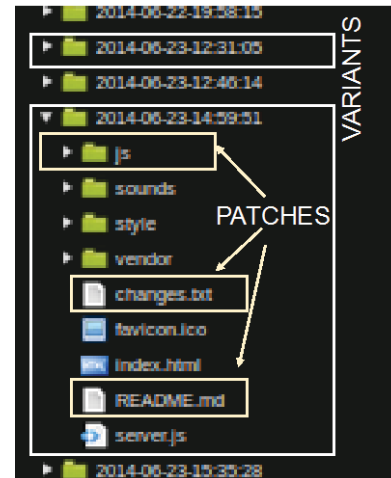 2014-06-22-19:58:15
2014-06-23-12:31:05
2014-06-23-12:46:14
2014-06-23-14:59:51
js
sounds
style
vendor
changes.txt
favicon.ico
index.html
README.md
server.js
2014-06-23-15:35:28
VARIANTS
PATCHES